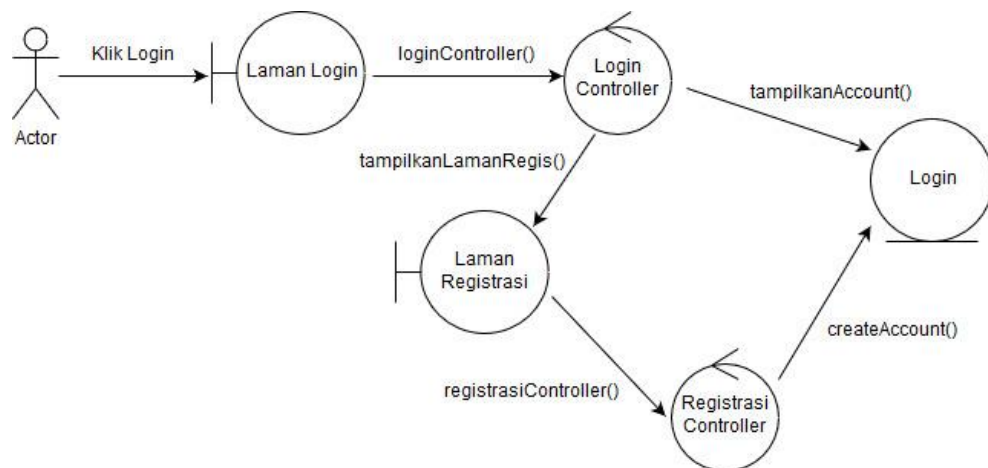 Klik Login
Actor
Laman Login
loginController()
Login
Controller
tampilkanAccount()
Login
tampilkanLamanRegis()
Laman
Registrasi
registrasiController()
Registrasi
Controller
createAccount()